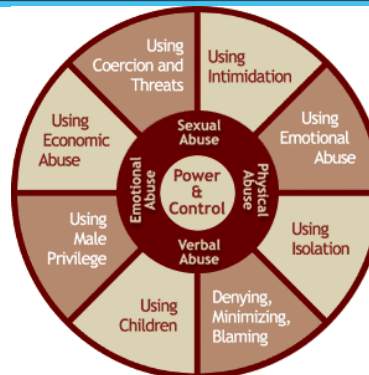 Using
Coercion and
Threats
Using
Intimidation
Using
Emotional
Abuse
Using
Isolation
Denying,
Minimizing,
Blaming
Using
Children
Using
Male
Privilege
Using
Economic
Abuse
Sexual
Abuse
Physical
Abuse
Verbal
Abuse
Emotional
Abuse
Power
&
Control